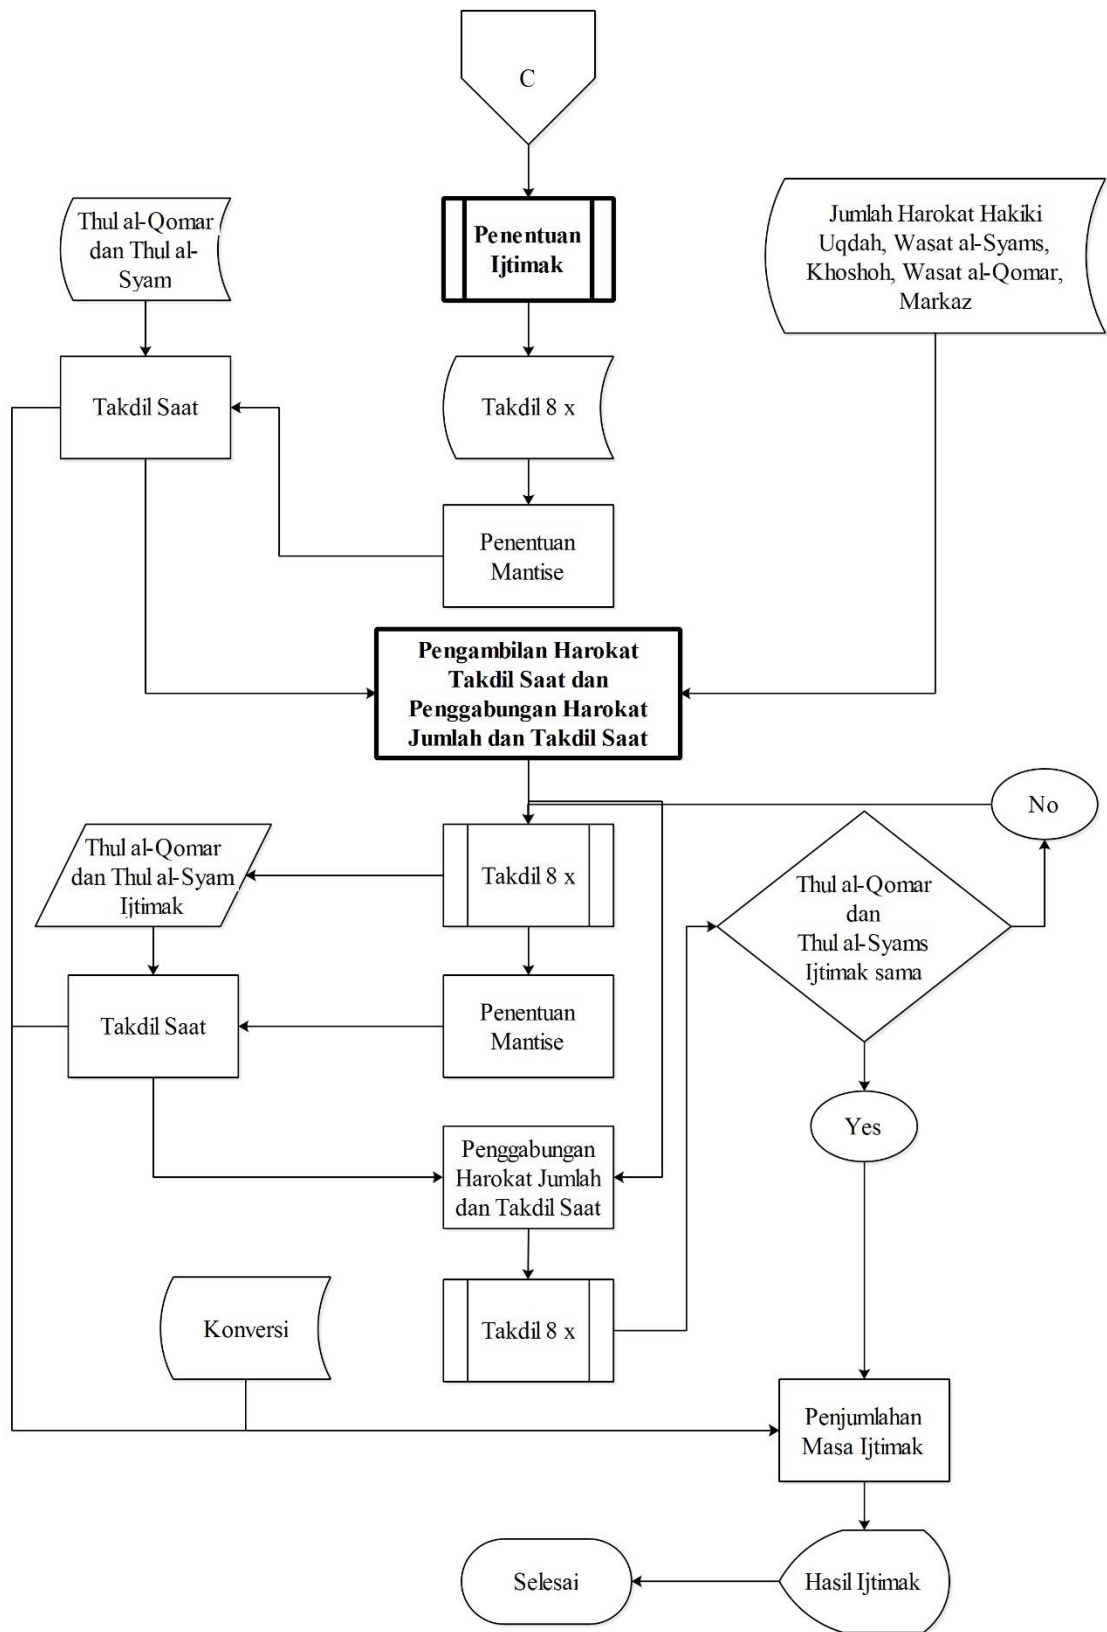 C
Thul al-Qomar
dan Thul al-
Syam
Penentuan
Ijtimak
Jumlah Harokat Hakiki
Uqdah, Wasat al-Syams,
Khoshoh, Wasat al-Qomar,
Markaz
Takdil Saat
Takdil 8 x
Penentuan
Mantise
Pengambilan Harokat
Takdil Saat dan
Penggabungan Harokat
Jumlah dan Takdil Saat
No
Thul al-Qomar
dan Thul al-Syam
Ijtimak
Takdil 8 x
Thul al-Qomar
dan
Thul al-Syams
Ijtimak sama
Takdil Saat
Penentuan
Mantise
Yes
Penggabungan
Harokat Jumlah
dan Takdil Saat
Konversi
Takdil 8 x
Penjumlahan
Masa Ijtimak
Selesai
Hasil Ijtimak